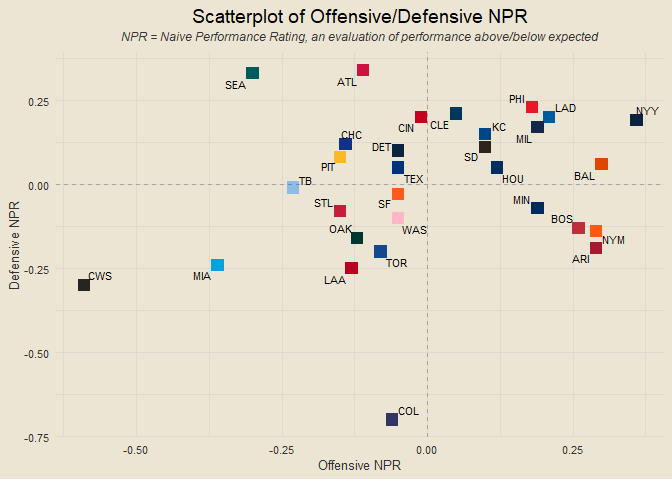 Scatterplot of Offensive/Defensive NPR
NPR = Naive Performance Rating, an evaluation of performance above/below expected
SEA
ATL
0.25
PHI
LAD
NYY
CIN
CLE
KC
MIL
CHC
DET
SD
PIT
BAL
TEX
HOU
TB
0.00
STL
SF
MIN
BOS
OAK
WAS
NYM
TOR
ARI
CWS
MIA
LAA
-0.25
Defensive NPR
-0.50
COL
-0.75
-0.50
-0.25
0.00
0.25
Offensive NPR